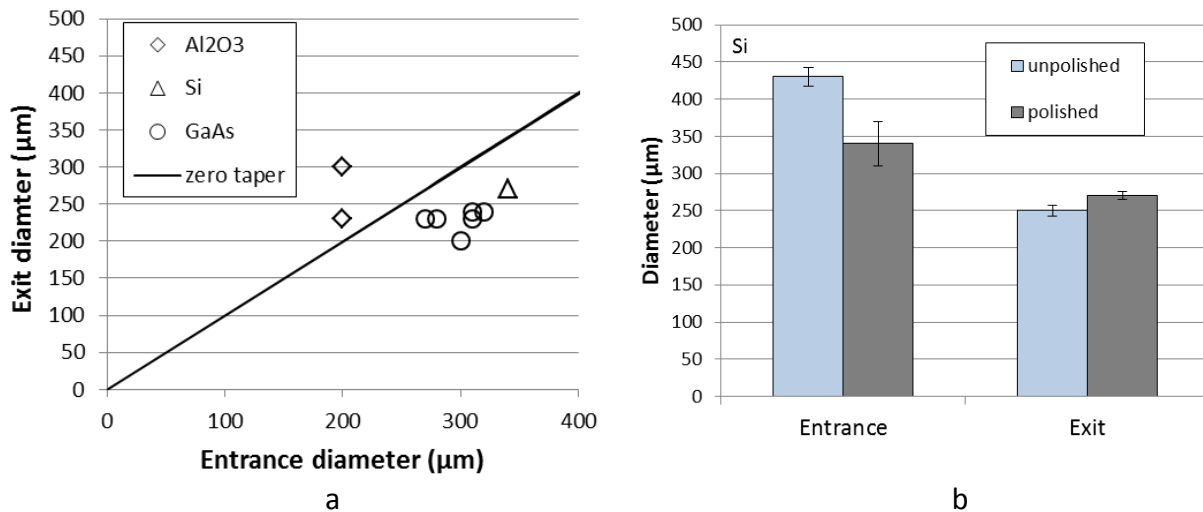 500
450
400
350
300
250
200
150
100
50
0
Exit diamter (µm)
Al2O3
Si
GaAs
zero taper
0 100 200 300 400
Entrance diameter (µm)
a
500
450
400
350
300
250
200
150
100
50
0
Diameter (µm)
Si
unpolished
polished
Entrance Exit
b